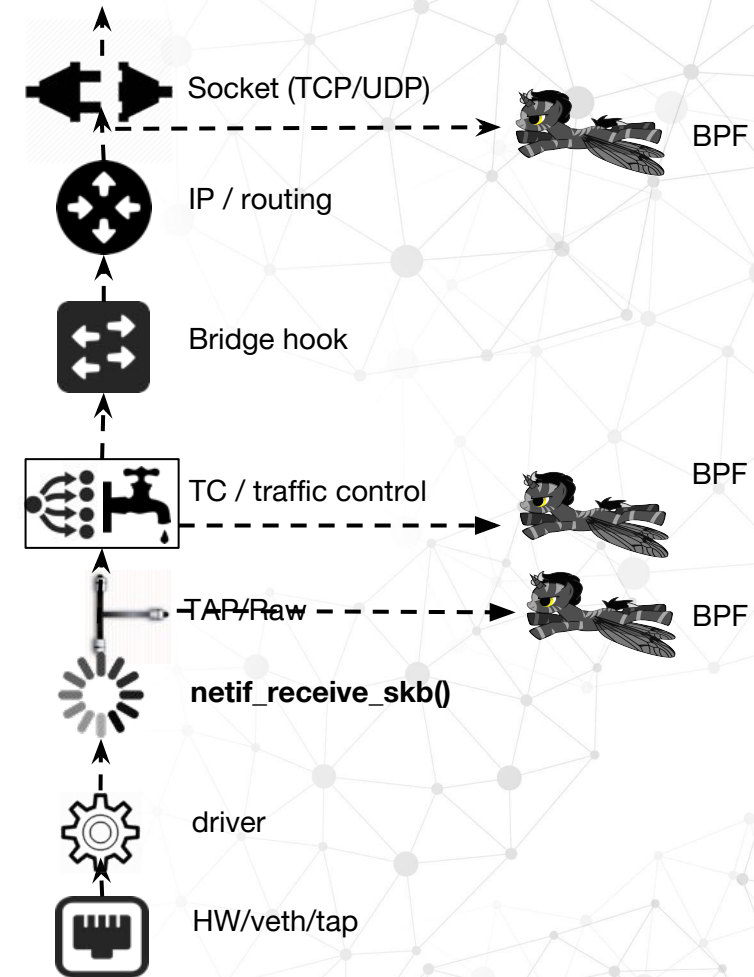 Socket (TCP/UDP)
BPF
IP / routing
Bridge hook
BPF
TC / traffic control
TAP/Raw
BPF
netif_receive_skb()
driver
HW/veth/tap